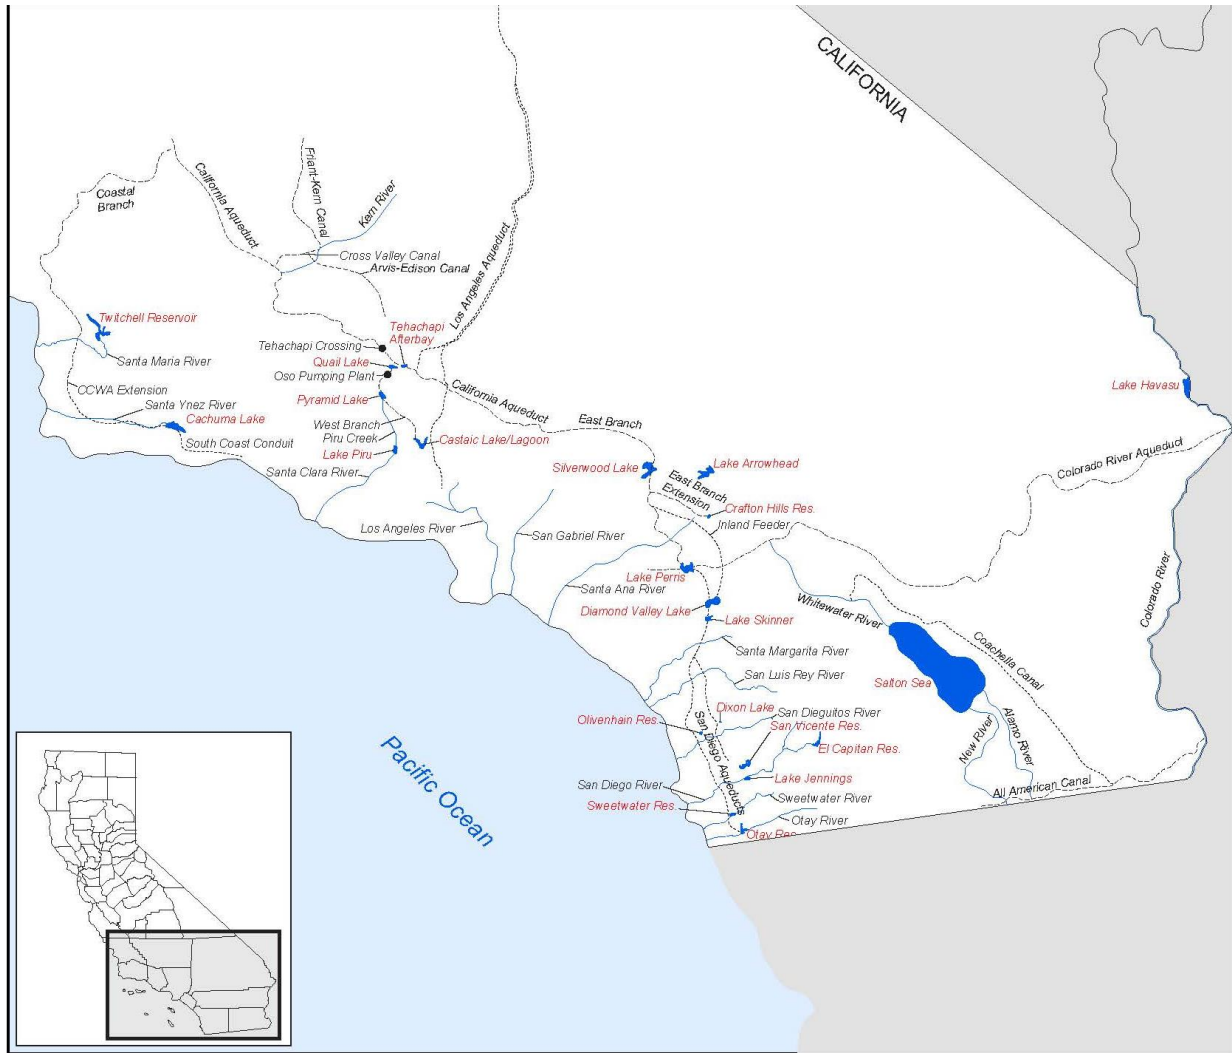 CALIFORNIA
Coastal
Branch
California Aqueduct
Friant-Kern Canal
Kern River
Cross Valley Canal
Arvis-Edison Canal
Los Angeles Aqueduct
Twitchell Reservoir
Tehachapi
Afterbay
Tehachapi Crossing
Quail Lake
Oso Pumping Plant
Santa Maria River
CCWA Extension
Santa Ynez River
Cachuma Lake
South Coast Conduit
Pyramid Lake
West Branch
Piru Creek
Lake Piru
Santa Clara River
Castaic Lake/Lagoon
California Aqueduct
East Branch
Silverwood Lake
Lake Arrowhead
East Branch
Extension
Crafton Hills Res.
Inland Feeder
Lake Havasu
Colorado River Aqueduct
Los Angeles River
San Gabriel River
Lake Perris
Santa Ana River
Diamond Valley Lake
Lake Skinner
Whitewater River
Colorado River
Santa Margarita River
San Luis Rey River
Salton Sea
Coachella Canal
Dixon Lake
San Dieguitos River
Olivenhain Res.
San Vicente Res.
El Capitan Res.
San Diego Aqueducts
New River
Alamo River
Lake Jennings
San Diego River
Sweetwater River
Sweetwater Res.
All American Canal
Otay River
Otay Res
Pacific Ocean